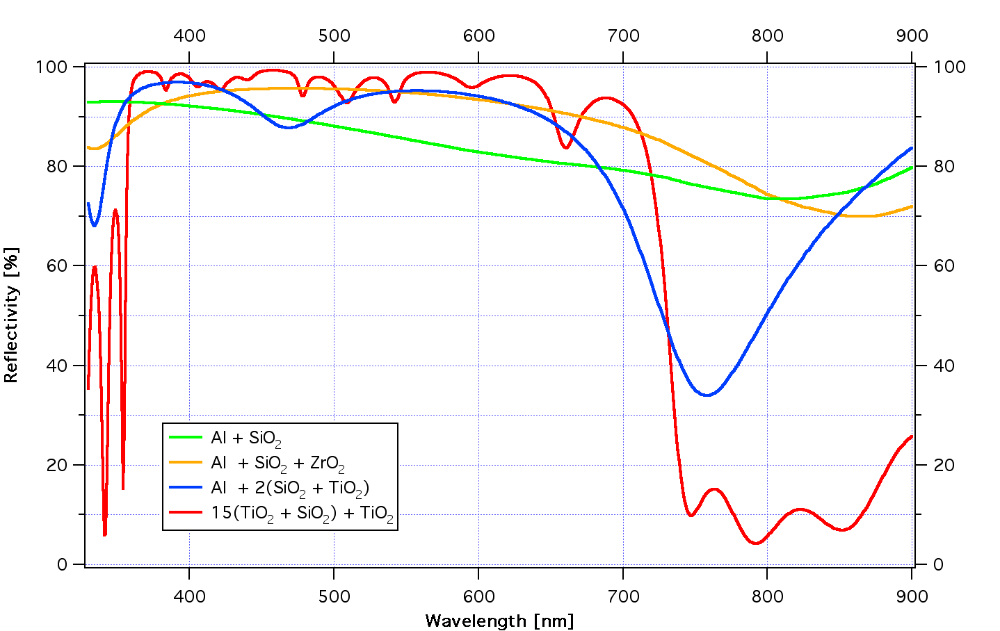 400 500 600 700 800 900
100 100
80 80
60 60
40 40
20 20
0 0
Reflectivity [%]
Al + SiO₂
Al + SiO₂ + ZrO₂
Al + 2(SiO₂ + TiO₂)
15(TiO₂ + SiO₂) + TiO₂
400 500 600 700 800 900
Wavelength [nm]